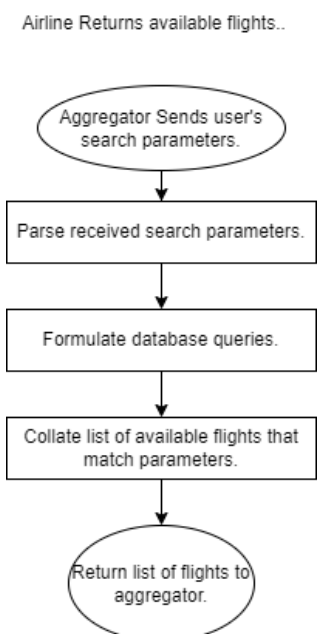 Airline Returns available flights..
Aggregator Sends user's
search parameters.
Parse received search parameters.
Formulate database queries.
Collate list of available flights that
match parameters.
Return list of flights to
aggregator.